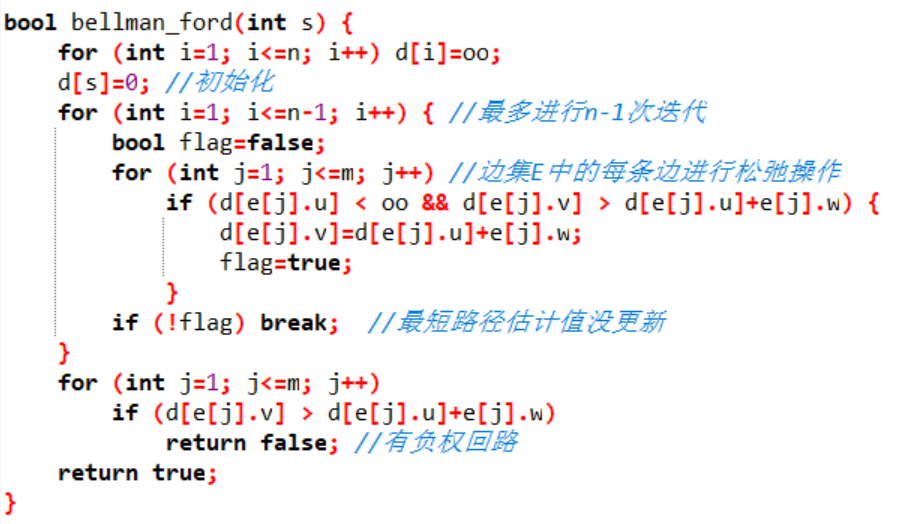 bool bellman_ford(int s) {
    for (int i=1; i<=n; i++) d[i]=oo;
    d[s]=0; //初始化
    for (int i=1; i<=n-1; i++) { //最多进行n-1次迭代
        bool flag=false;
        for (int j=1; j<=m; j++) //边集E中的每条边进行松弛操作
            if (d[e[j].u] < oo && d[e[j].v] > d[e[j].u]+e[j].w) {
                d[e[j].v]=d[e[j].u]+e[j].w;
                flag=true;
            }
        if (!flag) break;  //最短路径估计值没更新
    }
    for (int j=1; j<=m; j++)
        if (d[e[j].v] > d[e[j].u]+e[j].w)
            return false; //有负权回路
    return true;
}